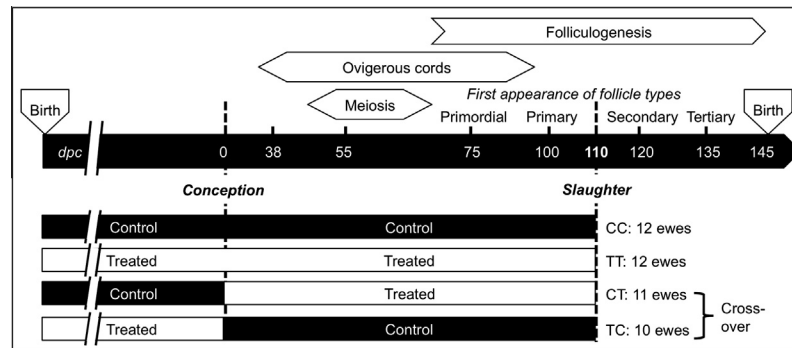 Folliculogenesis
Ovigerous cords
First appearance of follicle types
Birth Meiosis Primordial Primary Secondary Tertiary Birth
dpc 0 38 55 75 100 110 120 135 145
Conception Slaughter
Control Control CC: 12 ewes
Treated Treated TT: 12 ewes
Control Treated CT: 11 ewes
Cross-
over
Treated Control TC: 10 ewes